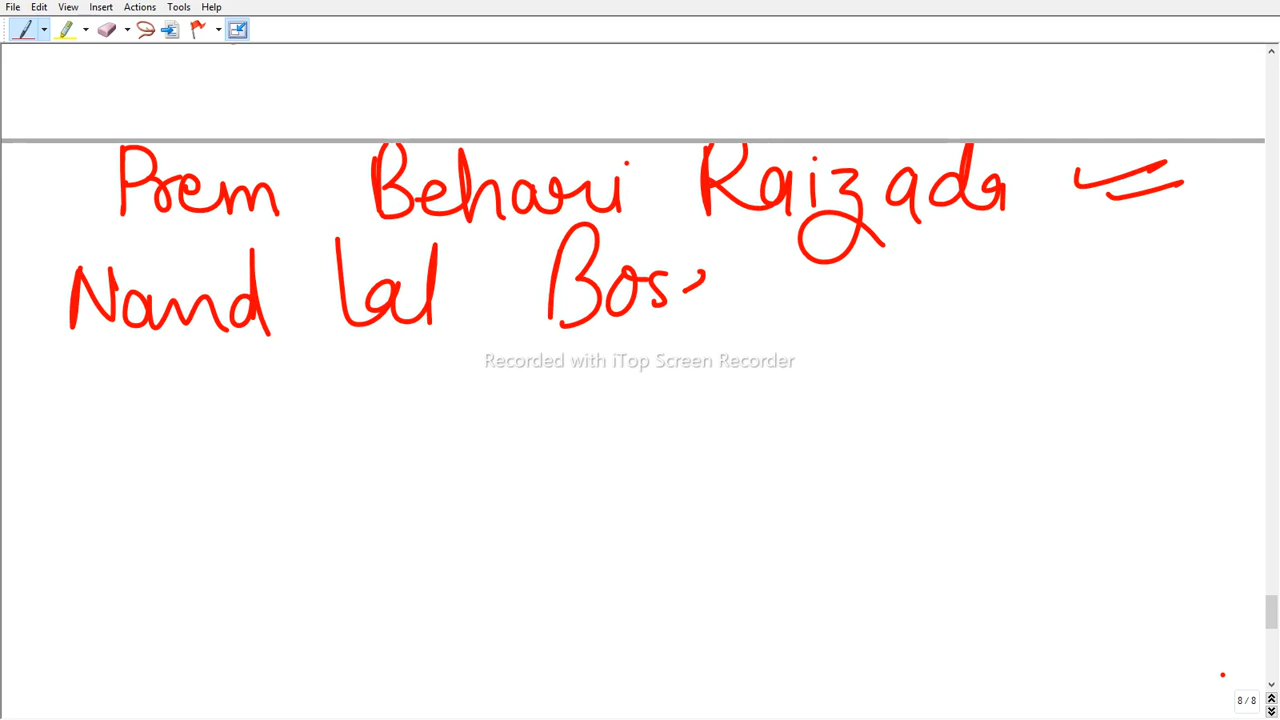 File Edit View Insert Actions Tools Help
Prem Behari Raizada
Nand Lal Bos
Recorded with iTop Screen Recorder
8 / 8